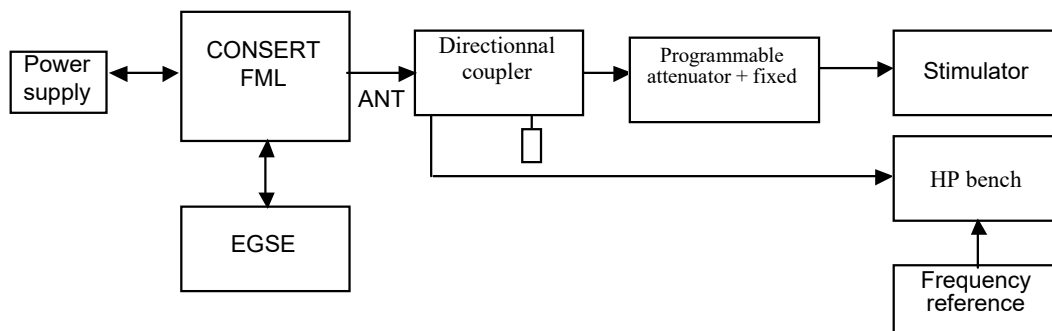 Power
supply
CONSERT
FML
ANT
Directionnal
coupler
Programmable
attenuator + fixed
Stimulator
HP bench
EGSE
Frequency
reference